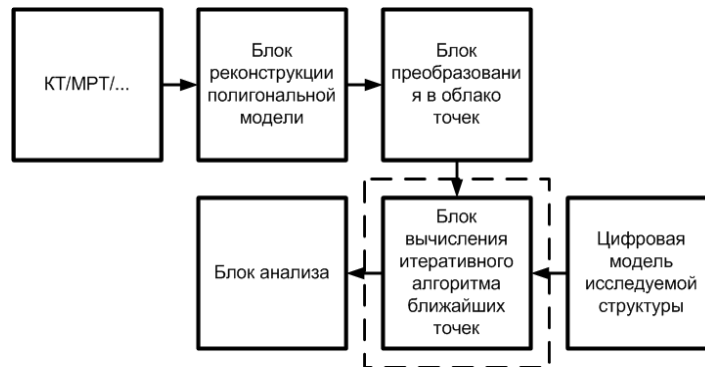 КТ/МРТ/...
Блок
реконструкции
полигональной
модели
Блок
преобразовани
я в облако
точек
Блок анализа
Блок
вычисления
итеративного
алгоритма
ближайших
точек
Цифровая
модель
исследуемой
структуры